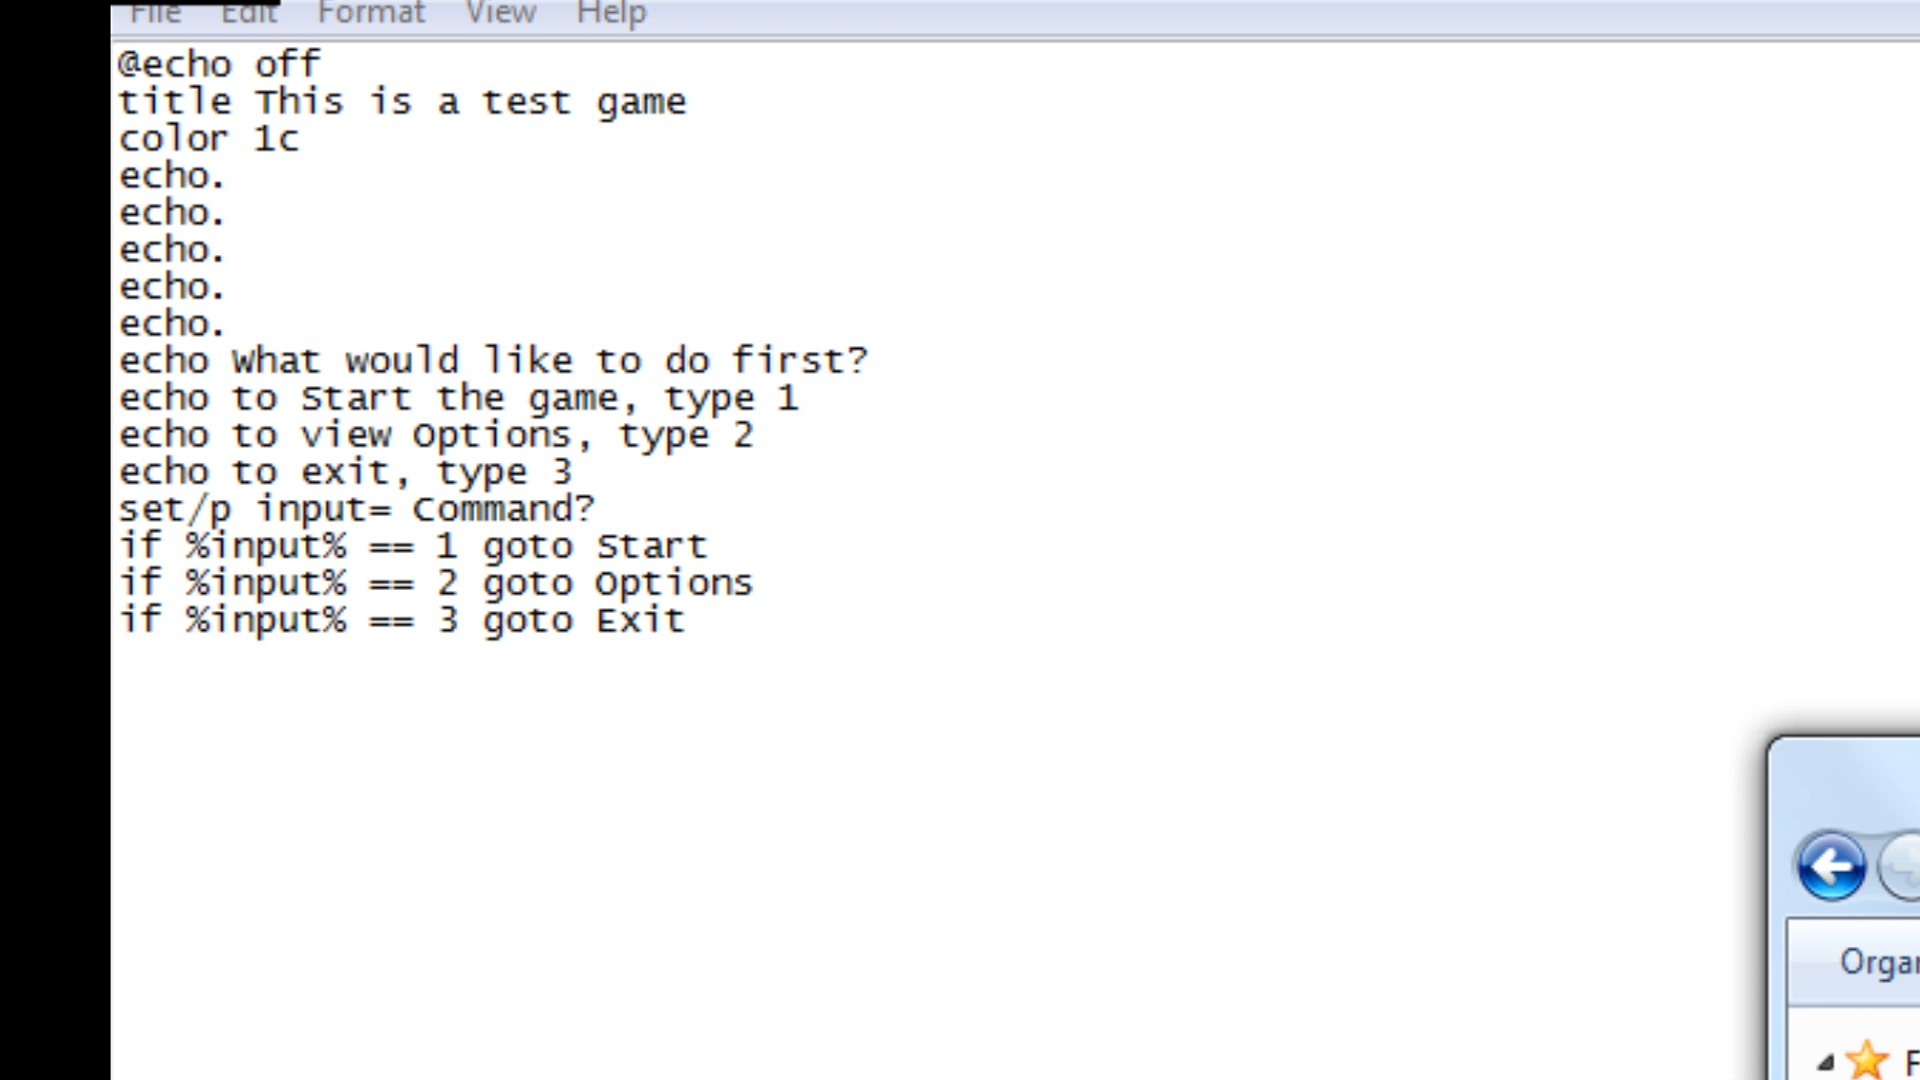 File Edit Format View Help
@echo off
title This is a test game
color 1c
echo.
echo.
echo.
echo.
echo.
echo What would like to do first?
echo to Start the game, type 1
echo to view Options, type 2
echo to exit, type 3
set/p input= Command?
if %input% == 1 goto Start
if %input% == 2 goto Options
if %input% == 3 goto Exit